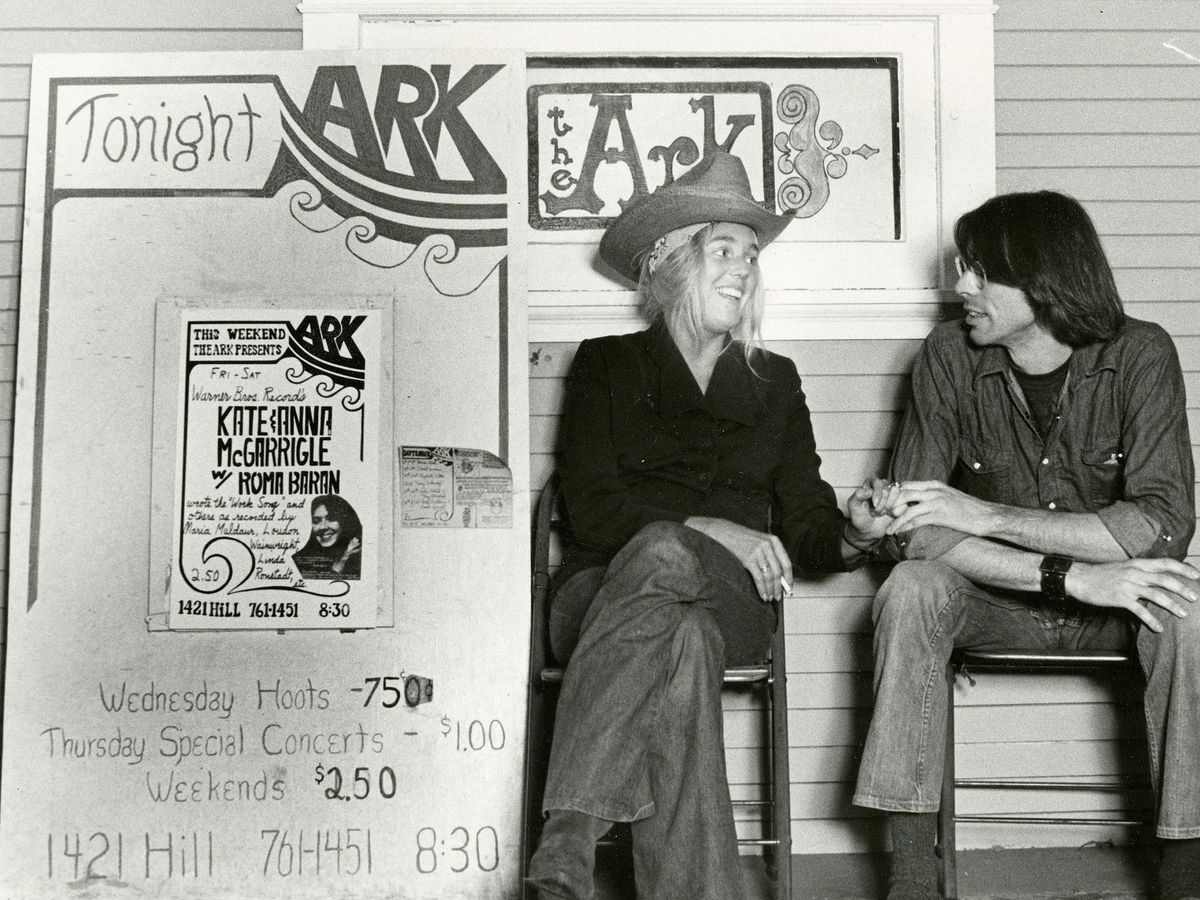 Tonight
ARK
the Ark
THIS WEEKEND
THE ARK PRESENTS
ARK
FRI-SAT
Warner Bros. Record's
KATE & ANNA
McGARRIGLE
W/ ROMA BARAN
wrote the "Work Song" and
others as recorded by
Maria Muldaur, Loudon
Wainwright,
Linda
Ronstadt,
etc.
2.50
1421 HILL 761-1451 8:30
SEPTEMBER
Wednesday Hoots -75¢
Thursday Special Concerts - $1.00
Weekends $2.50
1421 Hill 761-1451 8:30